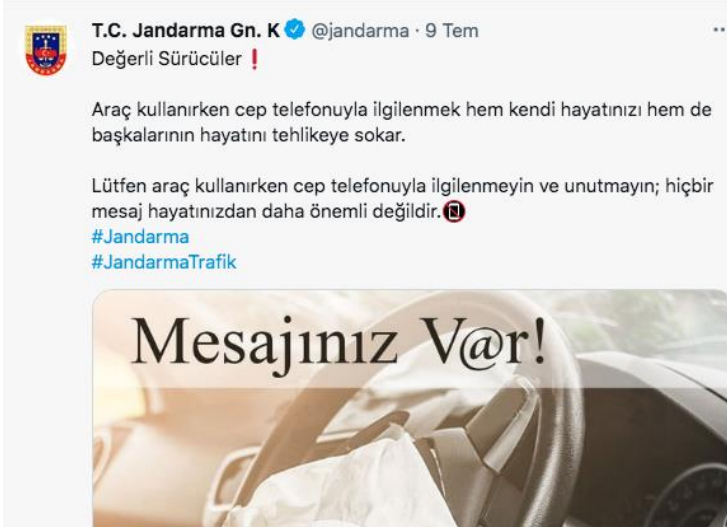 T.C. Jandarma Gn. K @jandarma · 9 Tem
Değerli Sürücüler❗
Araç kullanırken cep telefonuyla ilgilenmek hem kendi hayatınızı hem de
başkalarının hayatını tehlikeye sokar.
Lütfen araç kullanırken cep telefonuyla ilgilenmeyin ve unutmayın; hiçbir
mesaj hayatınızdan daha önemli değildir.📵
#Jandarma
#JandarmaTrafik
Mesajınız V@r!